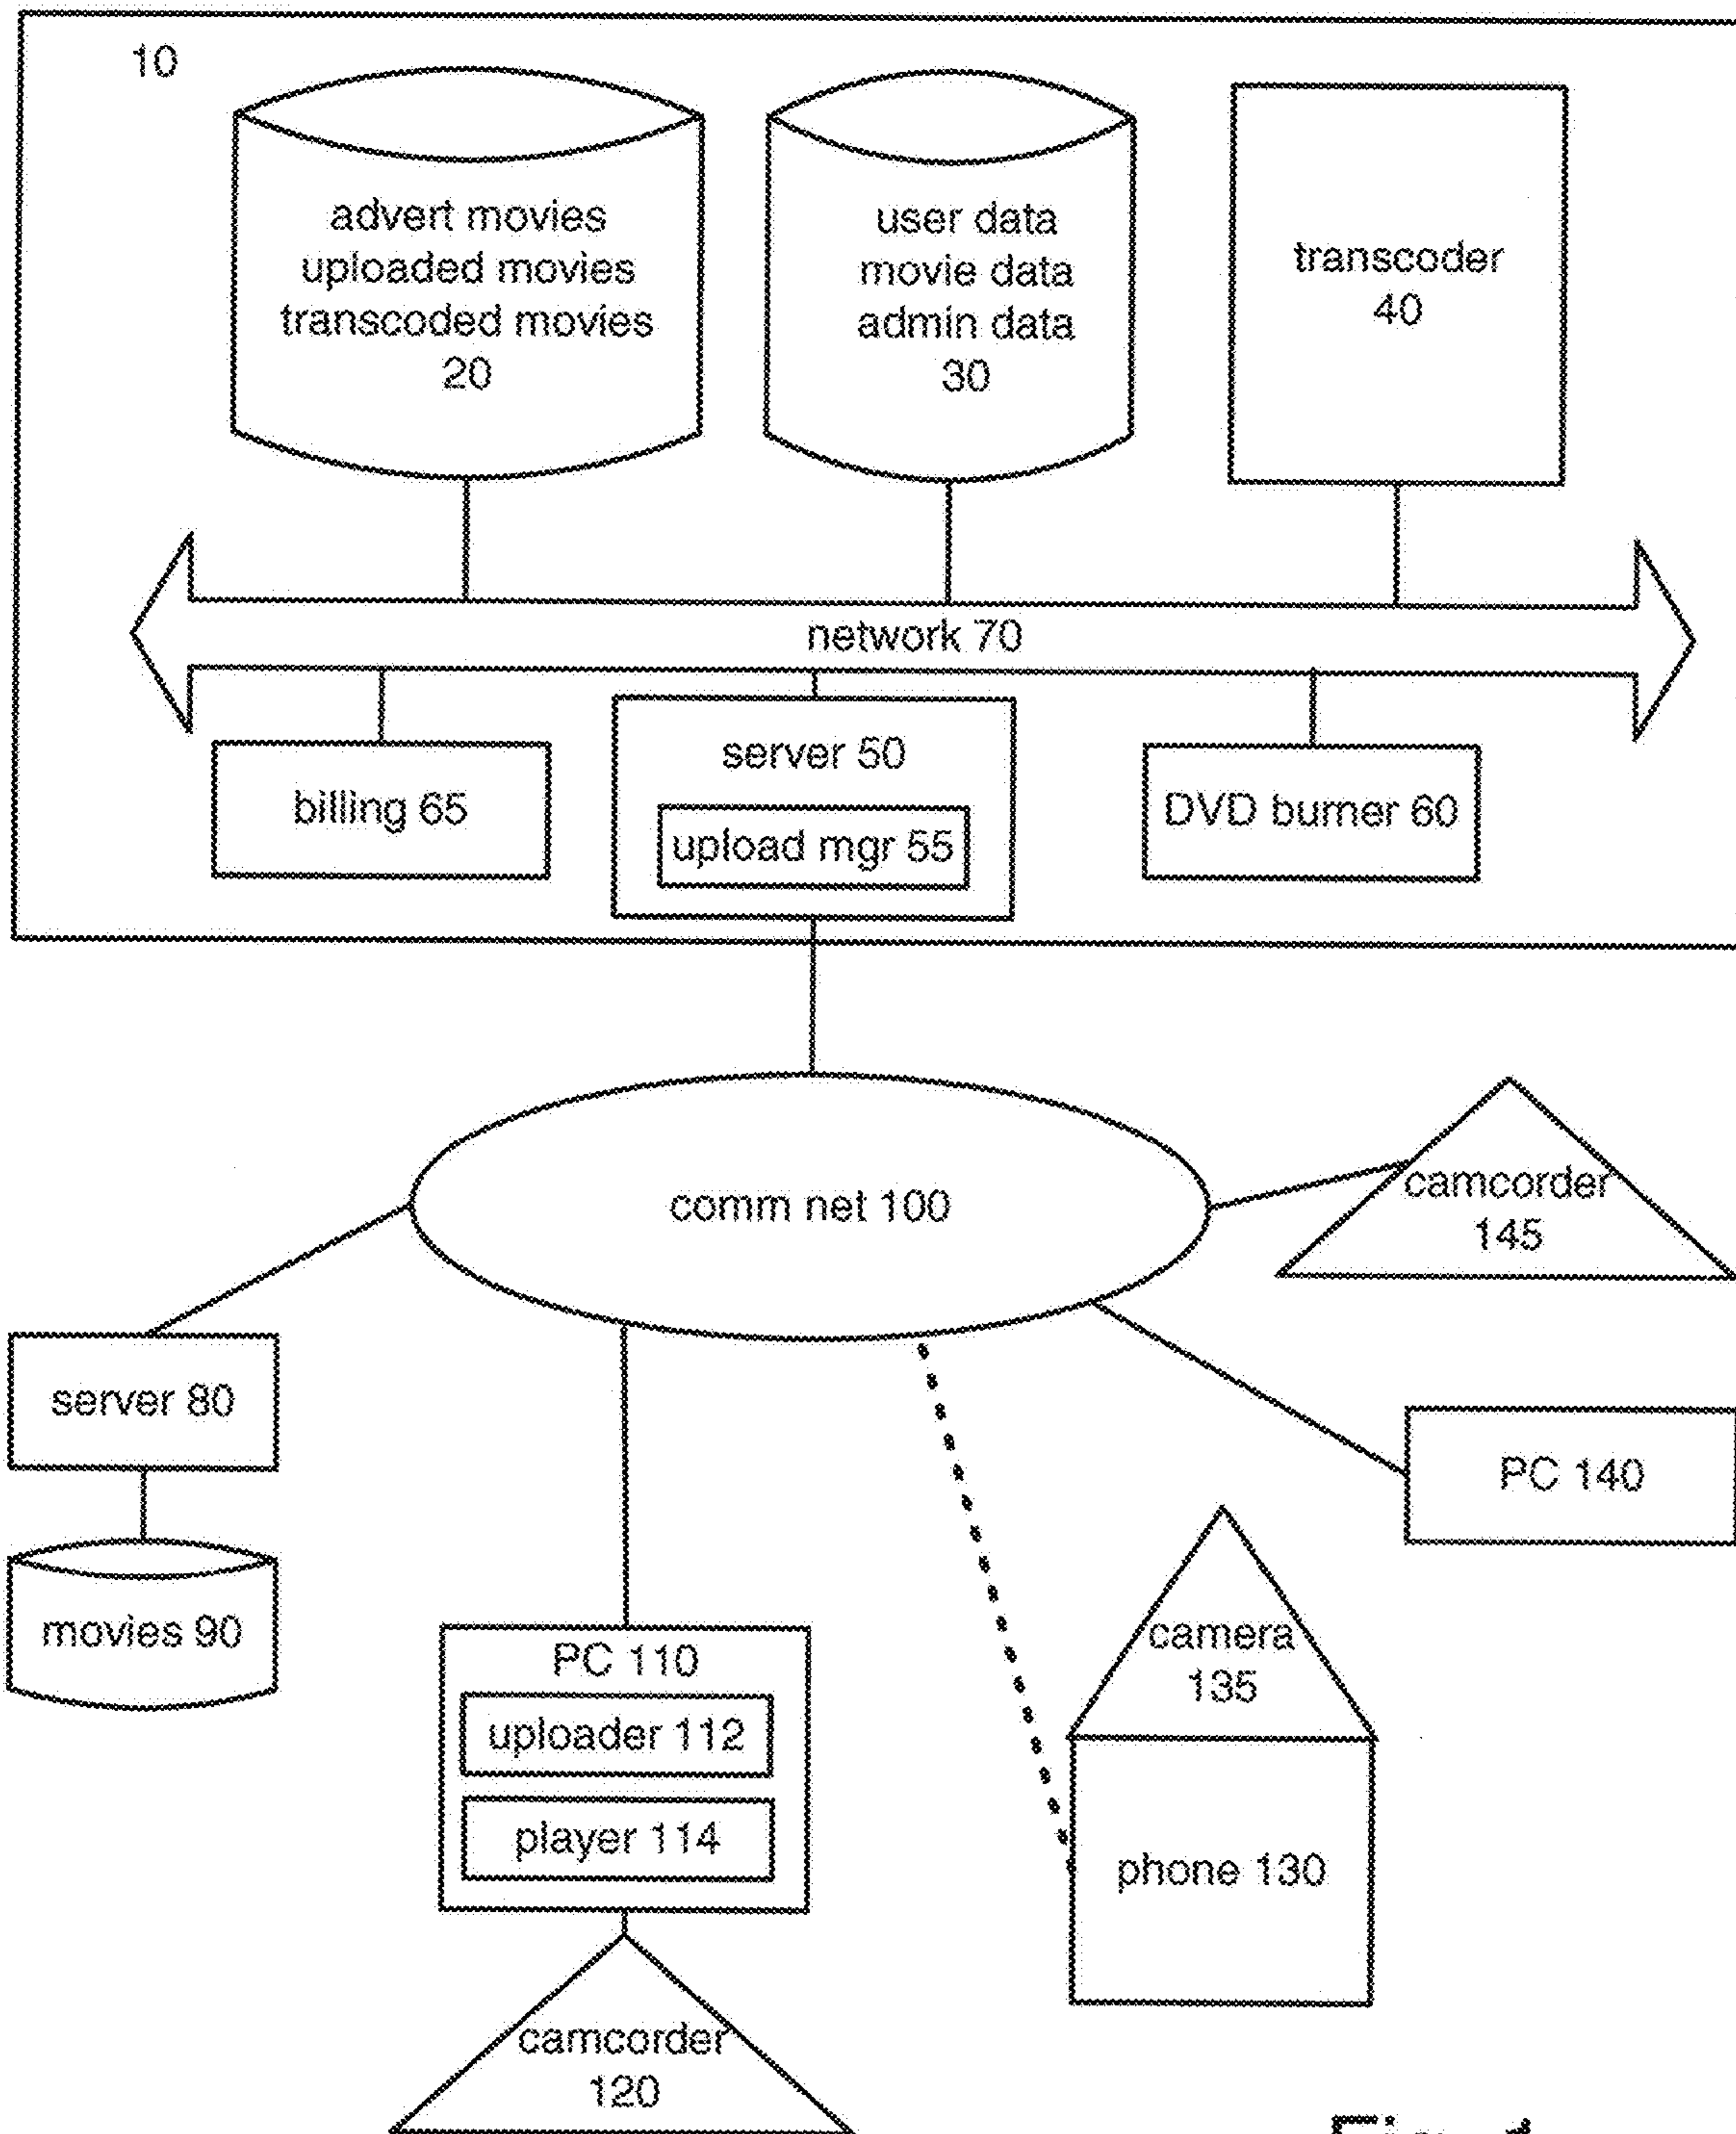 10
advert movies
uploaded movies
transcoded movies
20
user data
movie data
admin data
30
transcoder
40
network 70
billing 65
server 50
upload mgr 55
DVD burner 60
comm net 100
camcorder
145
server 80
PC 140
movies 90
camera
135
PC 110
uploader 112
player 114
phone 130
camcorder
120